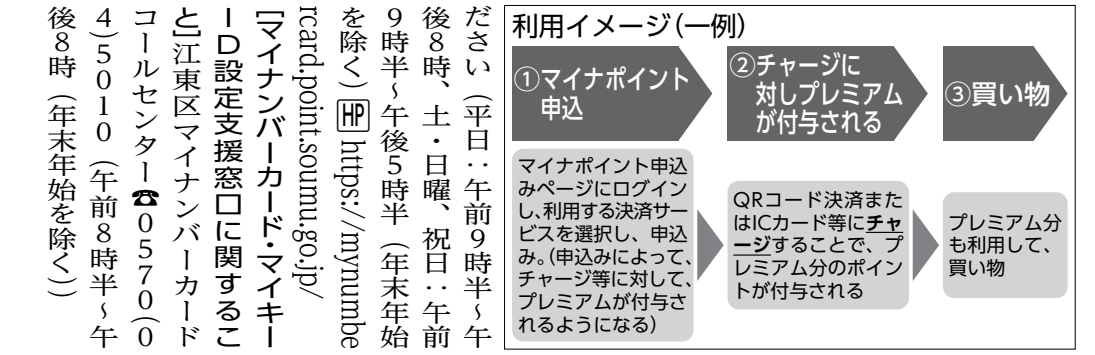 ださい（平日：午前9時半～午
後8時、土・日曜、祝日：午前
9時半～午後5時半（年末年始
を除く）HP https://mynumbe
rcard.point.soumu.go.jp/
【マイナンバーカード・マイキー
ID設定支援窓口に関するこ
と】江東区マイナンバーカード
コールセンター☎0570（0
4）5010（午前8時半～午
後8時（年末年始を除く））
利用イメージ（一例）
①マイナポイント
申込
マイナポイント申込
みページにログイン
し、利用する決済サー
ビスを選択し、申込
み。（申込みによって、
チャージ等に対して、
プレミアムが付与さ
れるようになる）
②チャージに
対しプレミアム
が付与される
QRコード決済また
はICカード等にチャ
ージすることで、プ
レミアム分のポイン
トが付与される
③買い物
プレミアム分
も利用して、
買い物